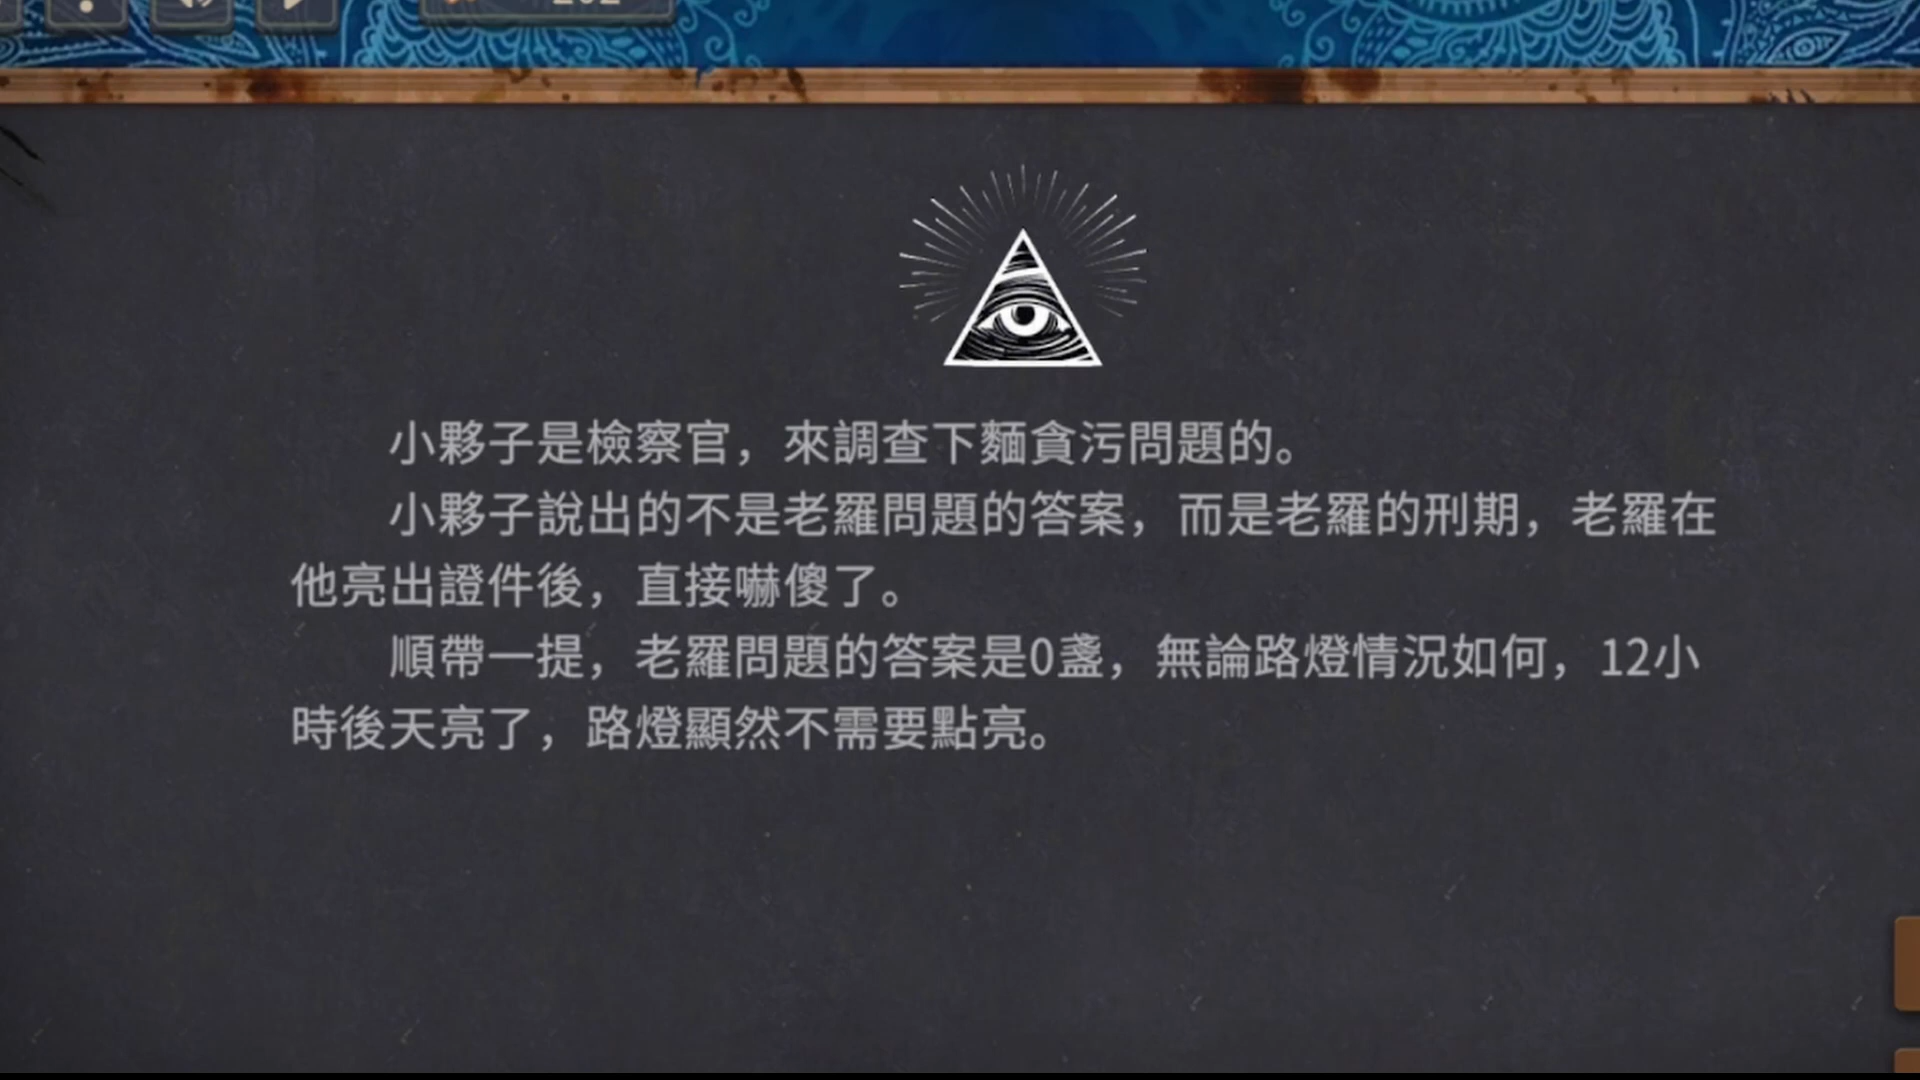 小夥子是檢察官，來調查下麵貪污問題的。
小夥子說出的不是老羅問題的答案，而是老羅的刑期，老羅在
他亮出證件後，直接嚇傻了。
順帶一提，老羅問題的答案是0盞，無論路燈情況如何，12小
時後天亮了，路燈顯然不需要點亮。